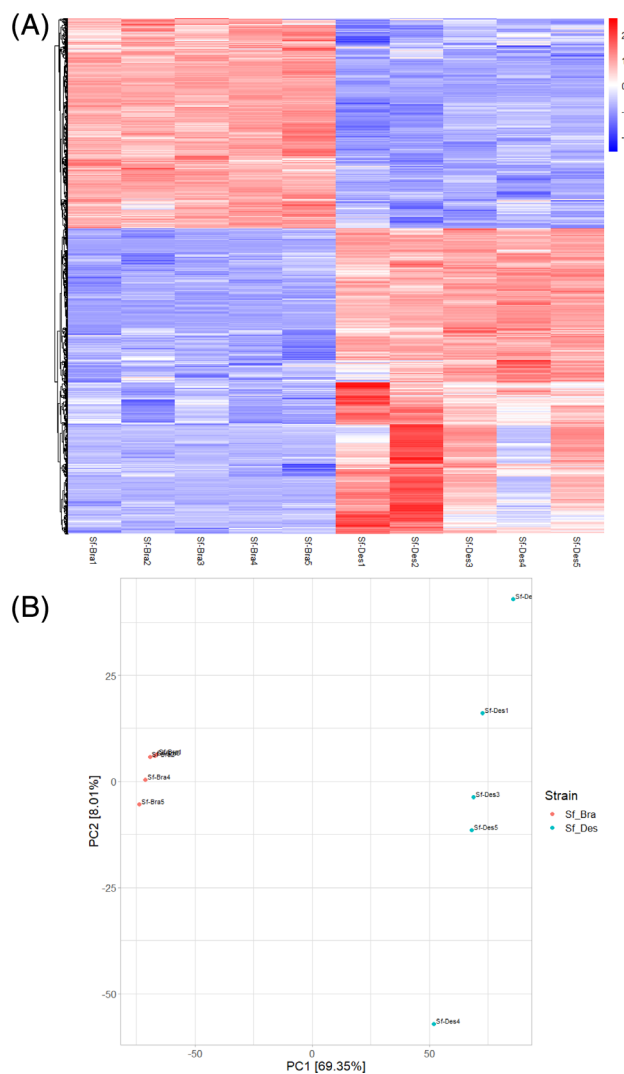 (A)
2
1
0
Sf-Bra1
Sf-Bra2
Sf-Bra3
Sf-Bra4
Sf-Bra5
Sf-Des1
Sf-Des2
Sf-Des3
Sf-Des4
Sf-Des5
(B)
Sf-De
25
Sf-Des1
Sf-Bra4
0
Sf-Des3
Sf-Bra5
Sf-Des5
Strain
Sf_Bra
Sf_Des
PC2 [8.01%]
-25
-50
Sf-Des4
-50
0
50
PC1 [69.35%]